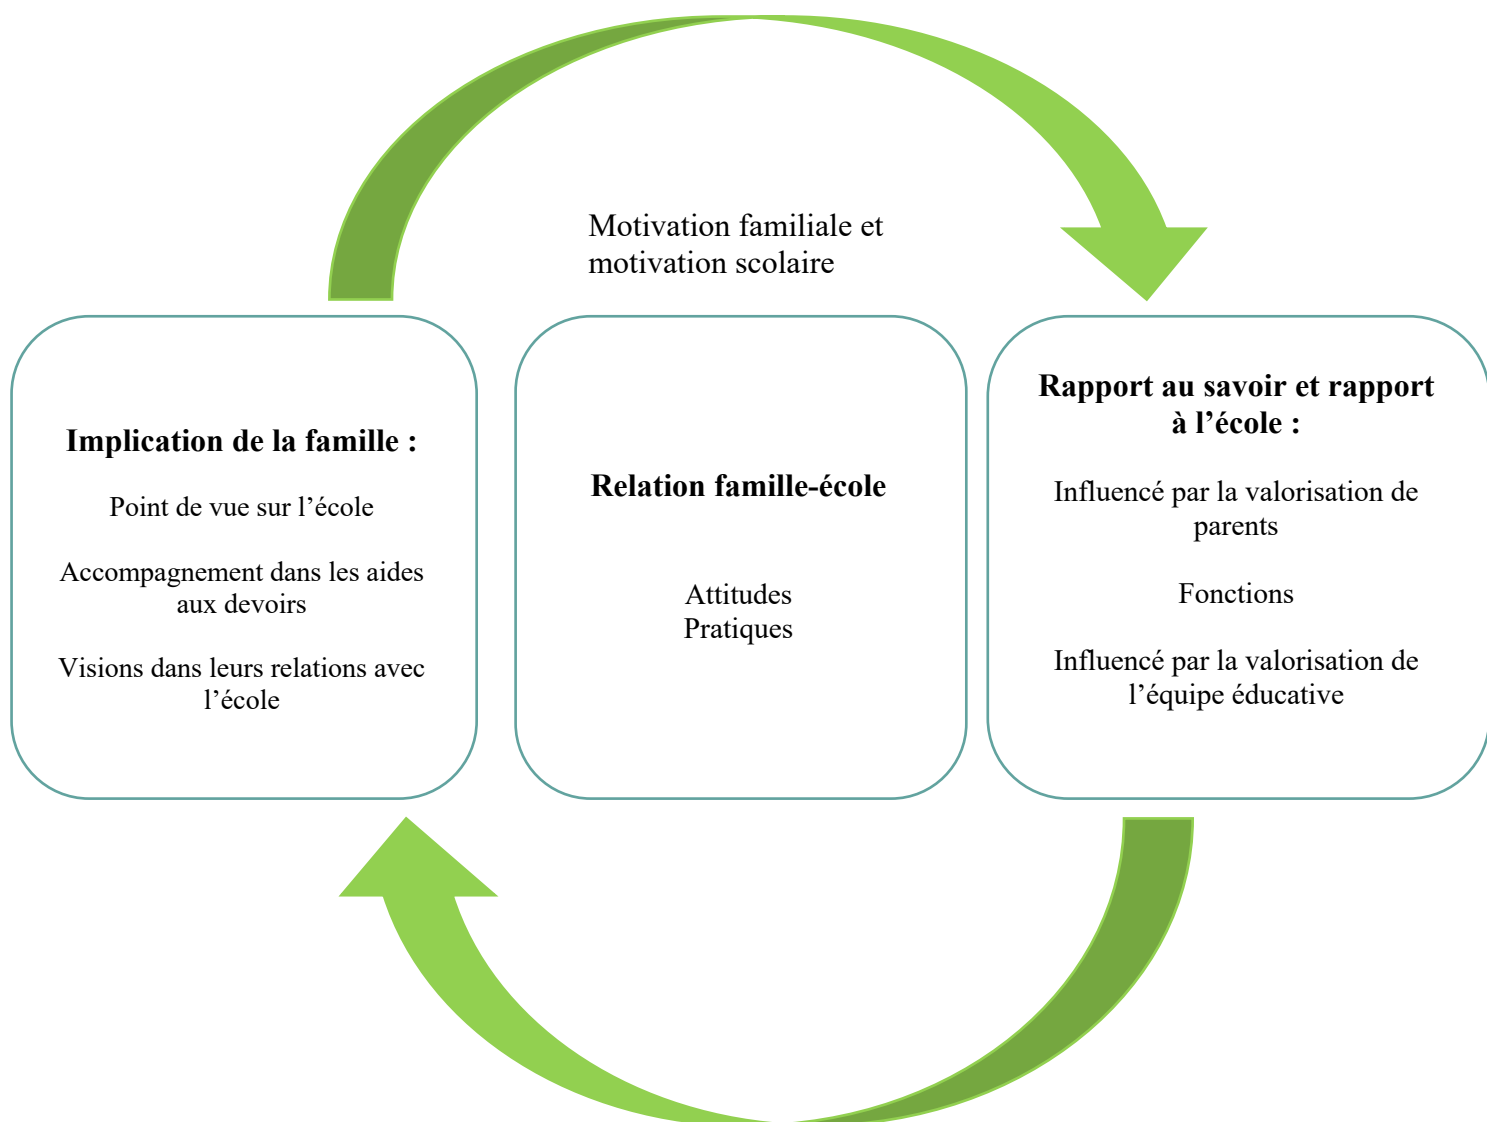 Motivation familiale et
motivation scolaire
Implication de la famille :
Point de vue sur l’école
Accompagnement dans les aides
aux devoirs
Visions dans leurs relations avec
l’école
Relation famille-école
Attitudes
Pratiques
Rapport au savoir et rapport
à l’école :
Influencé par la valorisation de
parents
Fonctions
Influencé par la valorisation de
l’équipe éducative